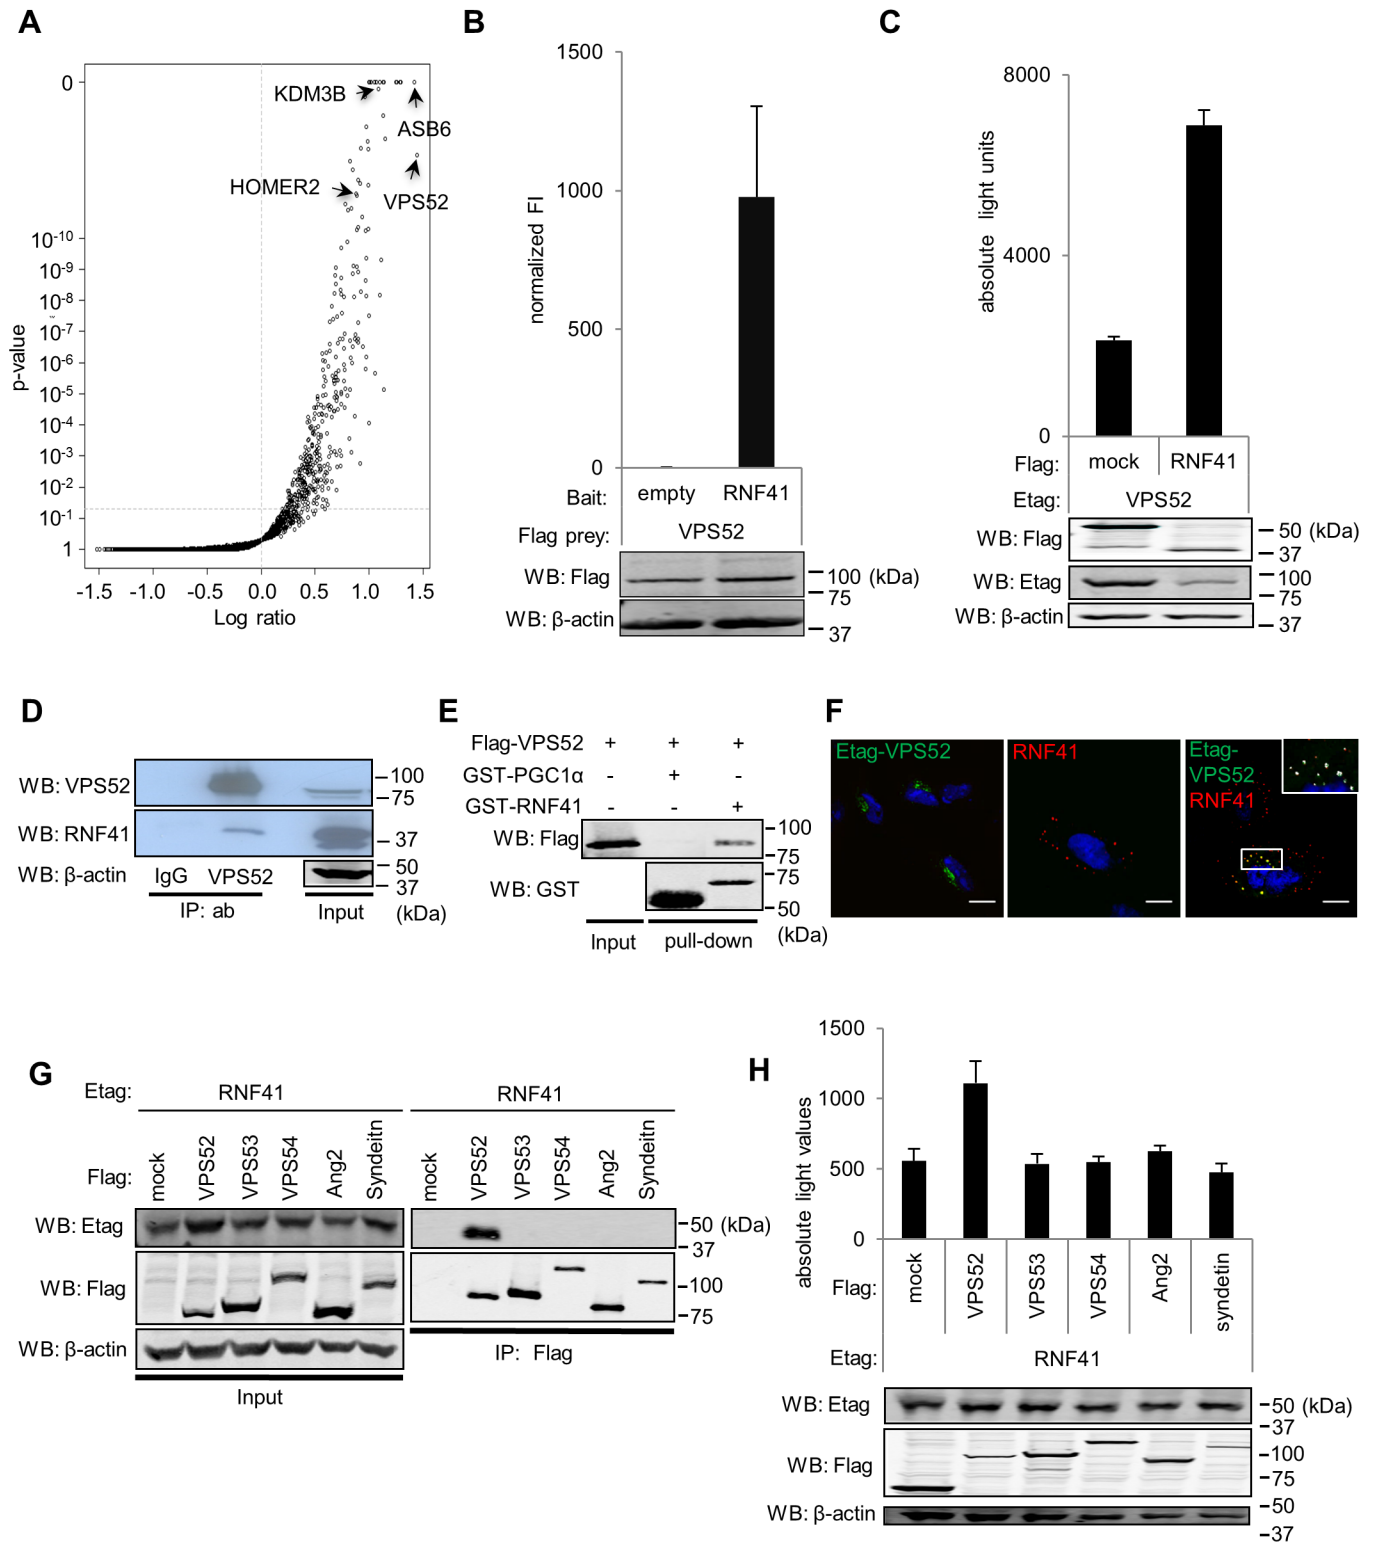 A
0
KDM3B
ASB6
HOMER2
VPS52
10-10
10-9
10-8
10-7
10-6
10-5
10-4
10-3
10-2
10-1
1
p-value
-1.5 -1.0 -0.5 0.0 0.5 1.0 1.5
Log ratio
B
1500
1000
500
0
normalized FI
Bait: empty RNF41
Flag prey: VPS52
WB: Flag 100 (kDa)
75
WB: β-actin 37
C
8000
4000
0
absolute light units
Flag: mock RNF41
Etag: VPS52
WB: Flag 50 (kDa)
37
WB: Etag 100
75
WB: β-actin 37
D
WB: VPS52 100
75
WB: RNF41 37
WB: β-actin IgG VPS52 50
37
IP: ab Input (kDa)
E
Flag-VPS52 + + +
GST-PGC1α - + -
GST-RNF41 - - +
WB: Flag 100
75
WB: GST 75
50
Input pull-down (kDa)
F
Etag-VPS52
RNF41
Etag-
VPS52
RNF41
G
Etag: RNF41 RNF41
Flag: mock VPS52 VPS53 VPS54 Ang2 Syndeitn mock VPS52 VPS53 VPS54 Ang2 Syndeitn
WB: Etag 50 (kDa)
37
WB: Flag 100
75
WB: β-actin
IP: Flag
Input
H
1500
1000
500
0
absolute light values
Flag: mock VPS52 VPS53 VPS54 Ang2 syndetin
Etag: RNF41
WB: Etag 50 (kDa)
37
WB: Flag 100
75
50
WB: β-actin
37